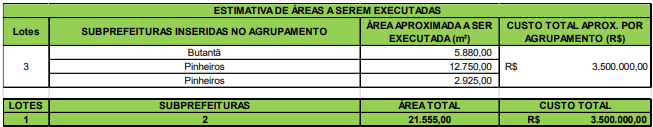 ESTIMATIVA DE ÁREAS A SEREM EXECUTADAS
Lotes SUBPREFEITURAS INSERIDAS NO AGRUPAMENTO ÁREA APROXIMADA A SER EXECUTADA (m²) CUSTO TOTAL APROX. POR AGRUPAMENTO (R$)
Butantã 5.880,00
3 Pinheiros 12.750,00 R$ 3.500.000,00
Pinheiros 2.925,00
LOTES SUBPREFEITURAS ÁREA TOTAL CUSTO TOTAL
1 2 21.555,00 R$ 3.500.000,00